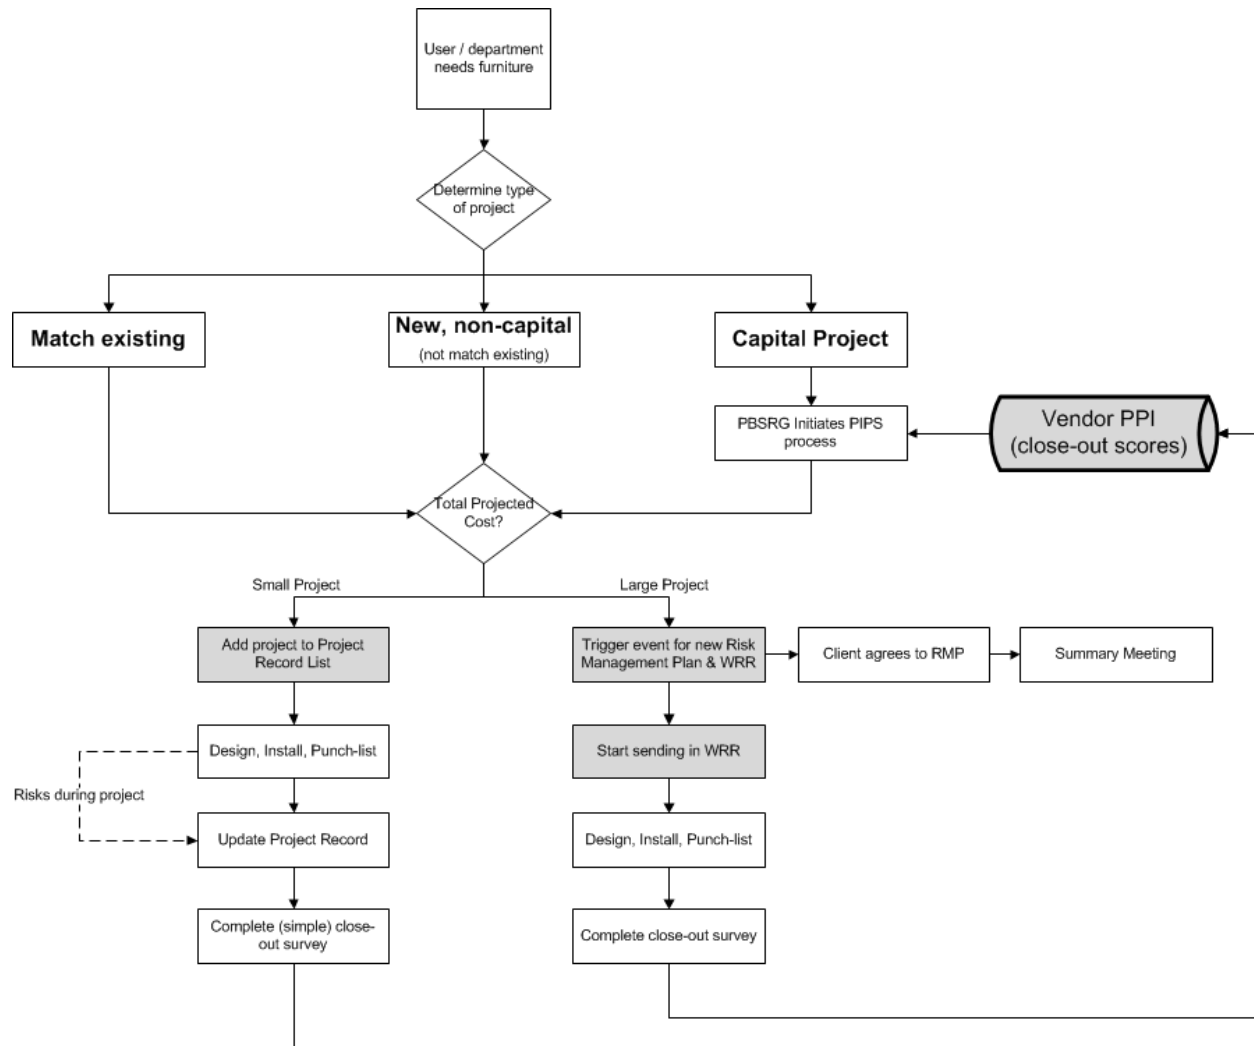 User / department
needs furniture
Determine type
of project
Match existing
New, non-capital
(not match existing)
Capital Project
PBSRG Initiates PIPS
process
Vendor PPI
(close-out scores)
Total Projected
Cost?
Small Project
Large Project
Add project to Project
Record List
Trigger event for new Risk
Management Plan & WRR
Client agrees to RMP
Summary Meeting
Design, Install, Punch-list
Start sending in WRR
Risks during project
Update Project Record
Design, Install, Punch-list
Complete (simple) close-
out survey
Complete close-out survey